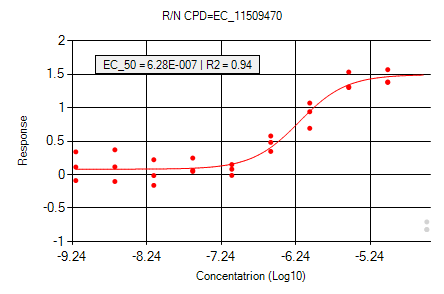 R/N CPD=EC_11509470
EC_50 = 6.28E-007 | R2 = 0.94
2
1.5
1
0.5
0
-0.5
-1
Response
-9.24 -8.24 -7.24 -6.24 -5.24
Concentatrion (Log10)